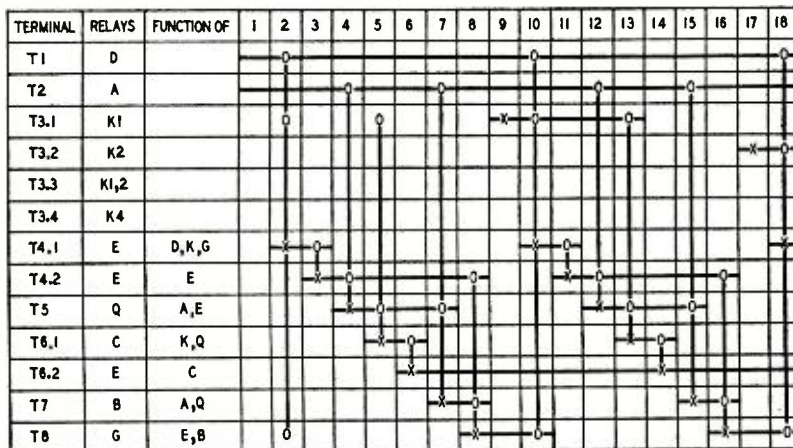 TERMINAL RELAYS FUNCTION OF 1 2 3 4 5 6 7 8 9 10 11 12 13 14 15 16 17 18
T1 D O O O
T2 A O O O O
T3.1 K1 O O X O O
T3.2 K2 X O
T3.3 K1,2
T3.4 K4
T4.1 E D,K,G X O X O X
T4.2 E E X O O X O O
T5 Q A,E X O O X O O
T6.1 C K,Q X O X O
T6.2 E C X X
T7 B A,Q X O X O
T8 G E,B O X O X O